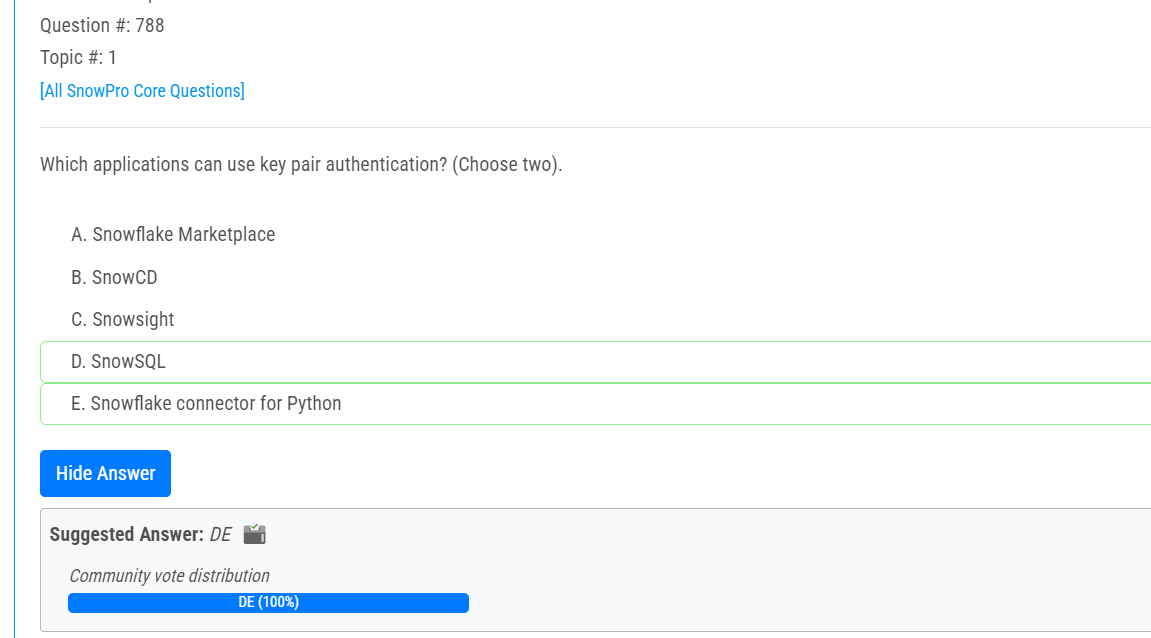 Question #: 788
Topic #: 1
[All SnowPro Core Questions]
Which applications can use key pair authentication? (Choose two).
A. Snowflake Marketplace
B. SnowCD
C. Snowsight
D. SnowSQL
E. Snowflake connector for Python
Hide Answer
Suggested Answer: DE
Community vote distribution
DE (100%)